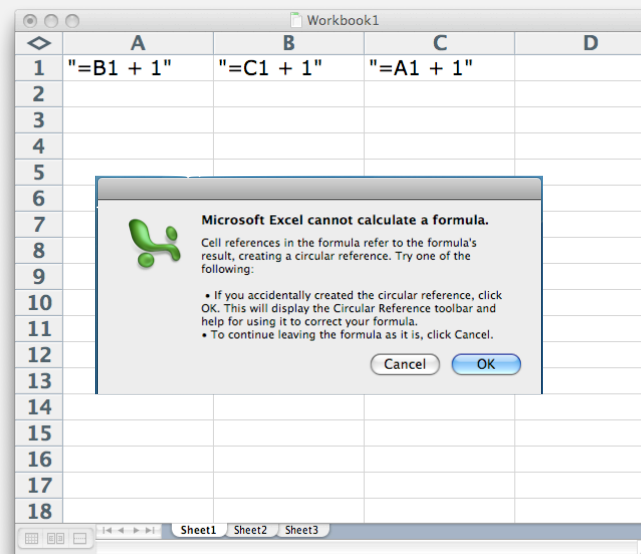 Workbook1
A B C D
1 "=B1 + 1" "=C1 + 1" "=A1 + 1"
2
3
4
5
6
7
8
9
10
11
12
13
14
15
16
17
18
Microsoft Excel cannot calculate a formula.
Cell references in the formula refer to the formula's
result, creating a circular reference. Try one of the
following:
• If you accidentally created the circular reference, click
OK. This will display the Circular Reference toolbar and
help for using it to correct your formula.
• To continue leaving the formula as it is, click Cancel.
Cancel OK
Sheet1 Sheet2 Sheet3